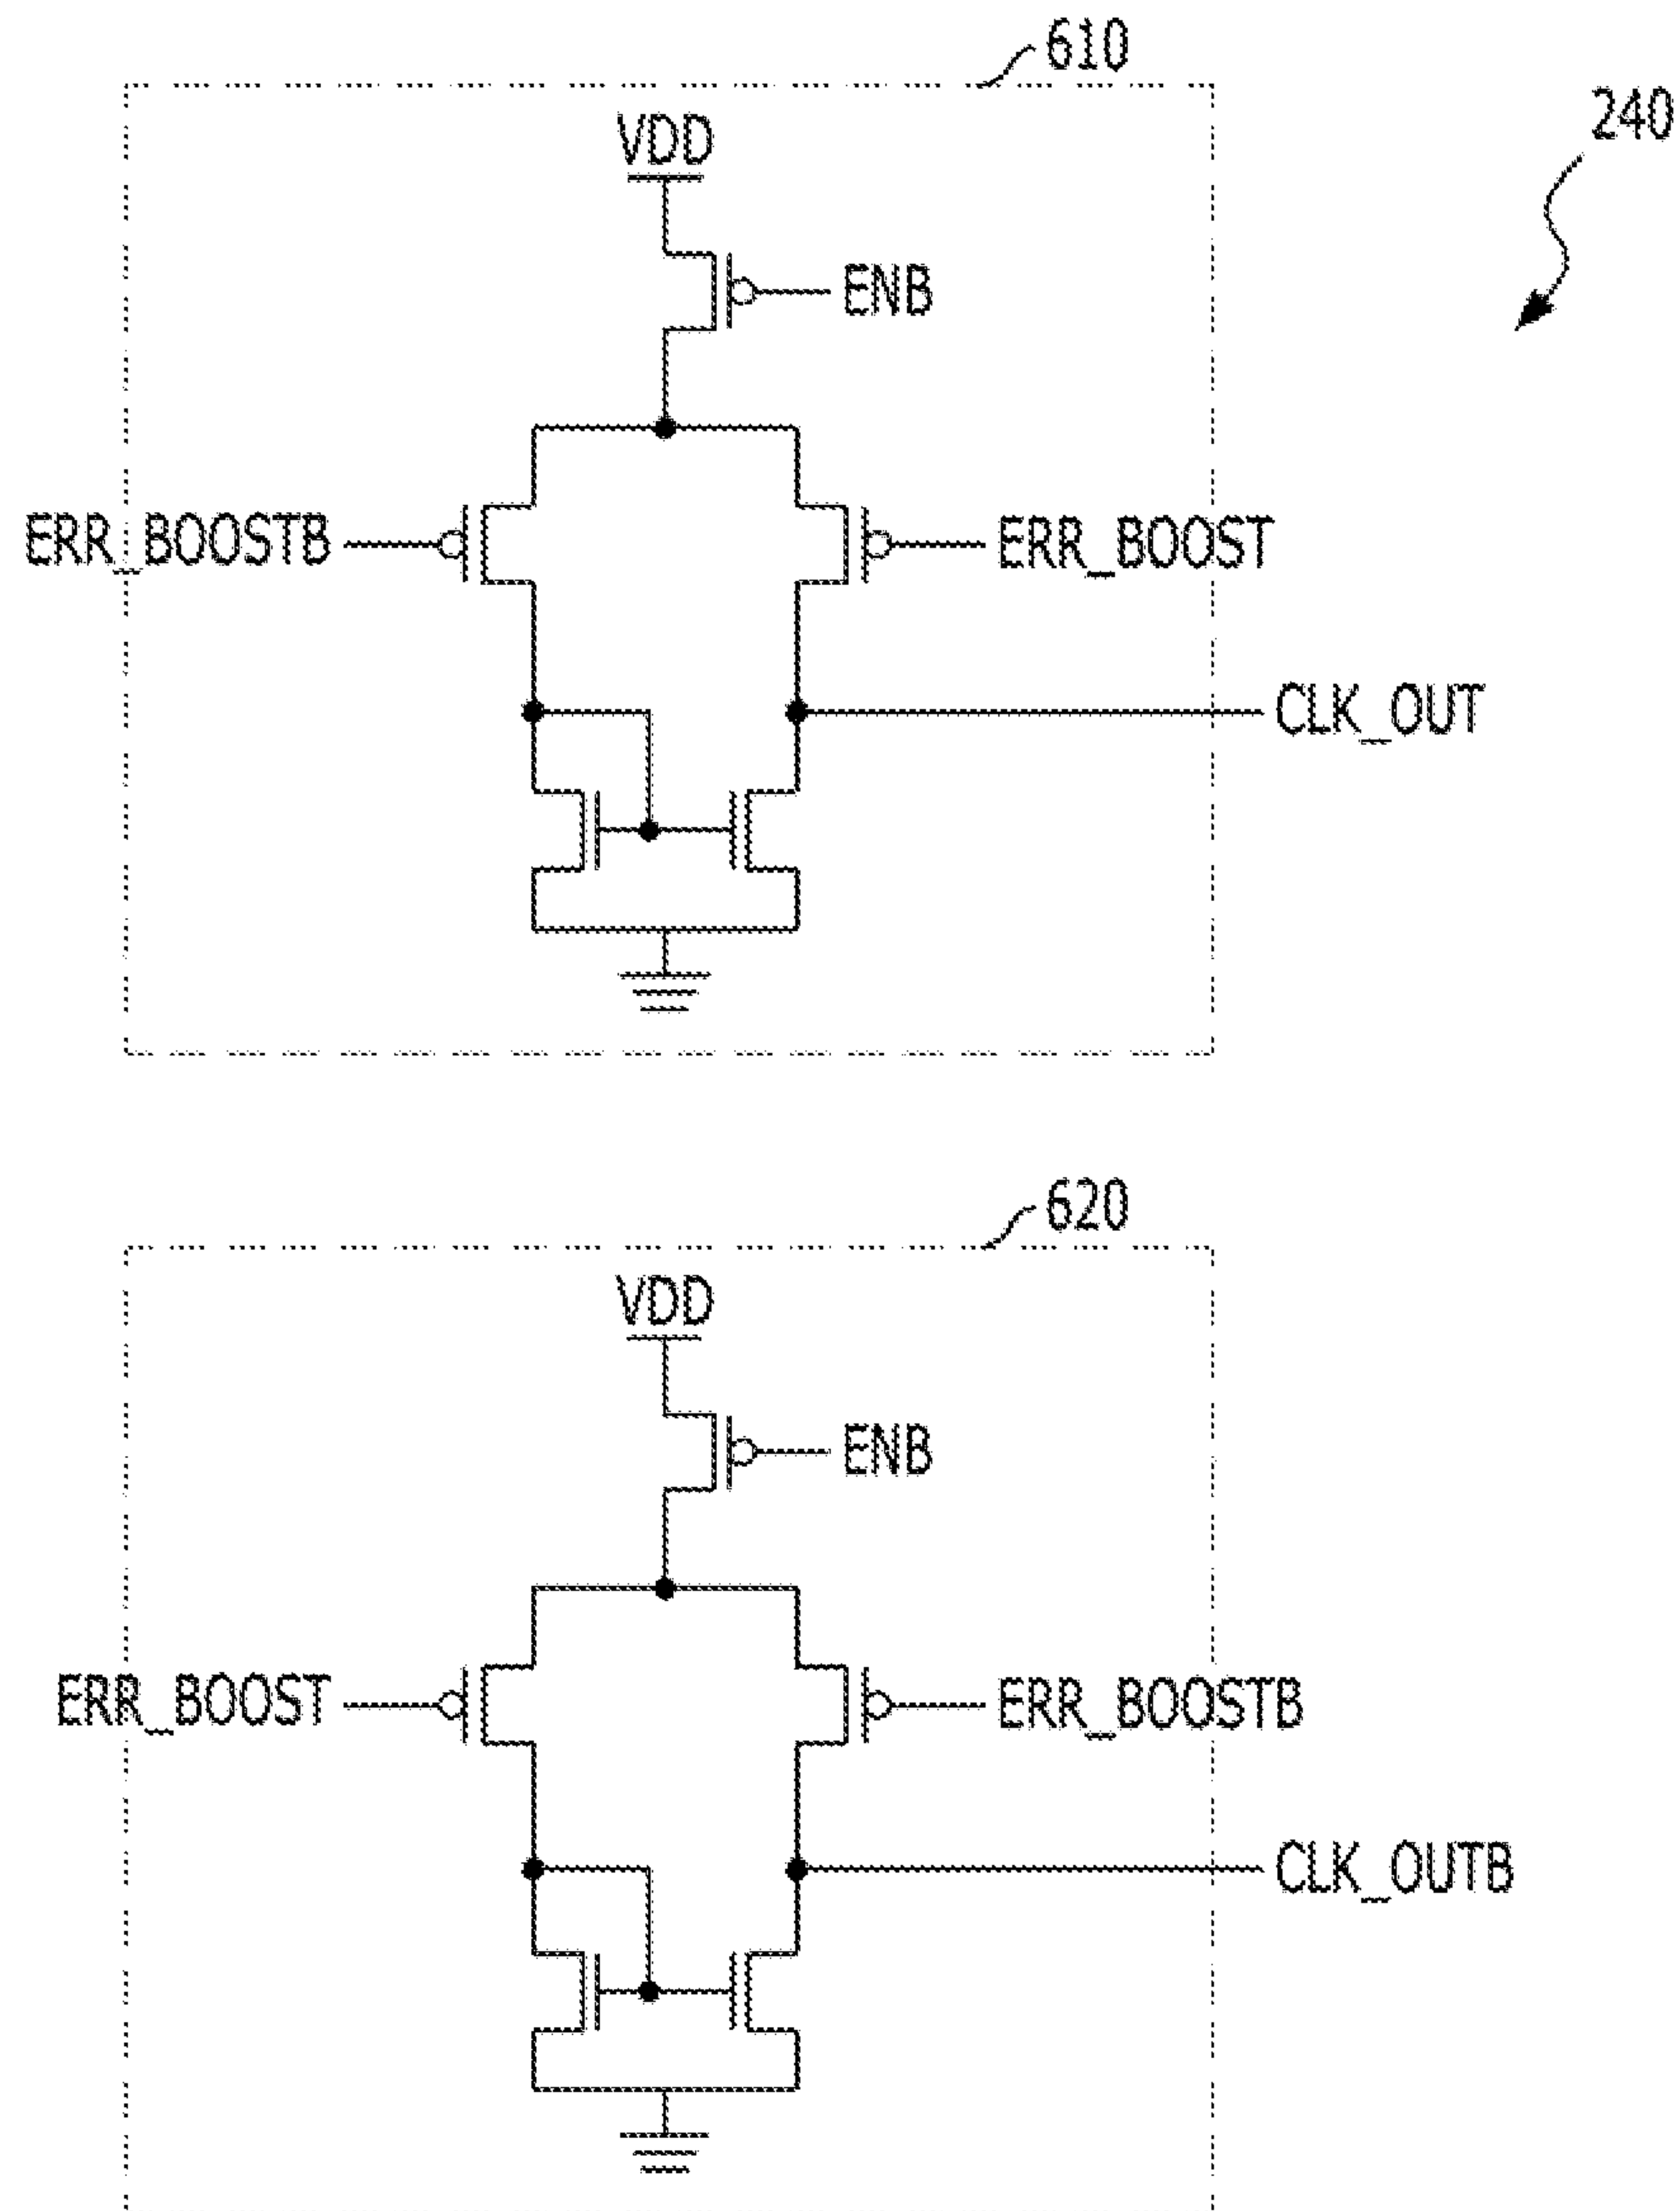 610
240
VDD
ENB
ERR_BOOSTB
ERR_BOOST
CLK_OUT
620
VDD
ENB
ERR_BOOST
ERR_BOOSTB
CLK_OUTB